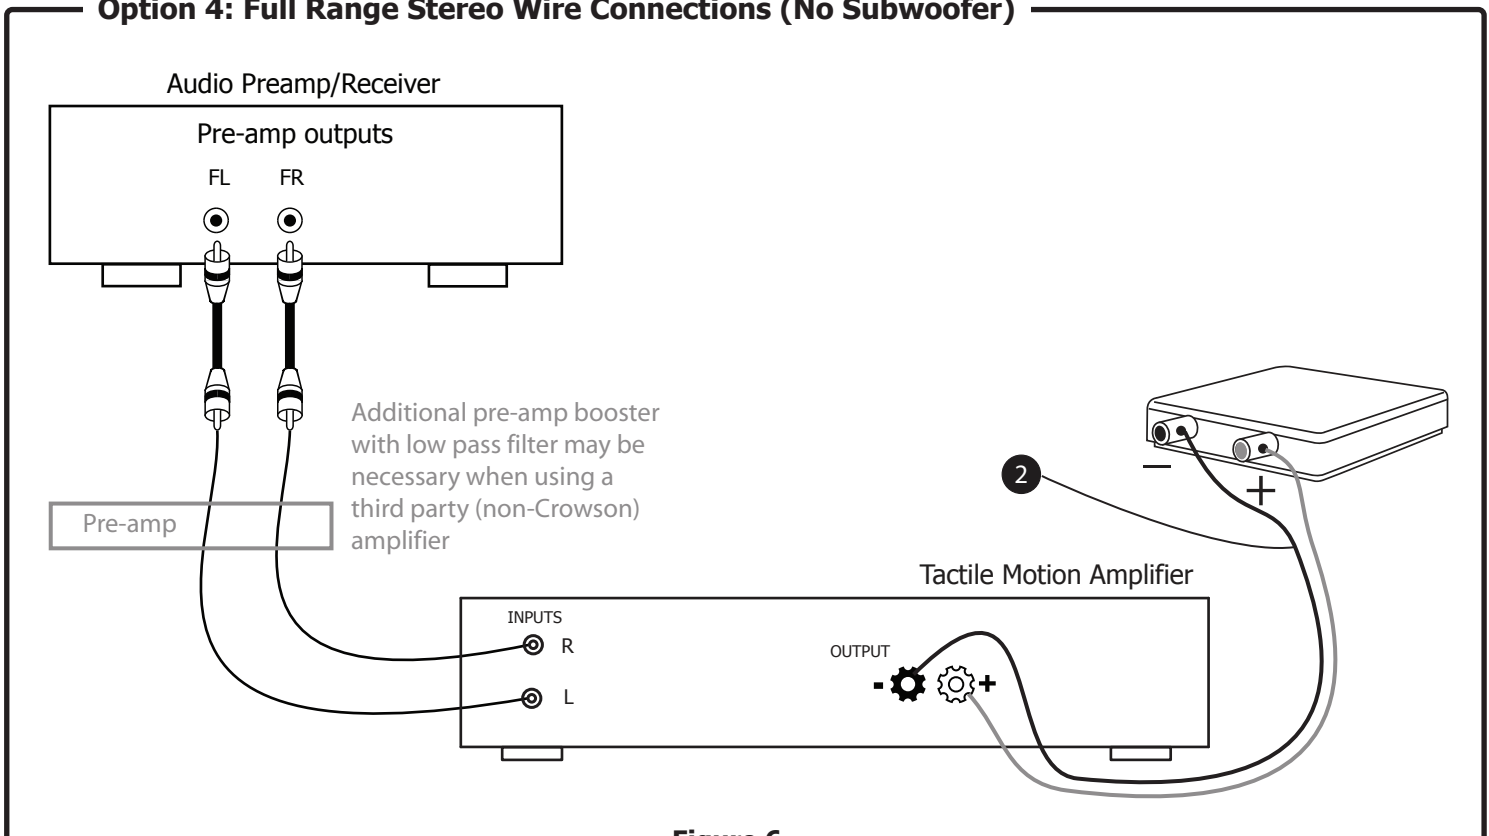 Option 4: Full Range Stereo Wire Connections (No Subwoofer)
Audio Preamp/Receiver
Pre-amp outputs
FL FR
Additional pre-amp booster
with low pass filter may be
necessary when using a
third party (non-Crowson)
amplifier
Pre-amp
2
−
+
Tactile Motion Amplifier
INPUTS
R
L
OUTPUT
- +
Figure 6